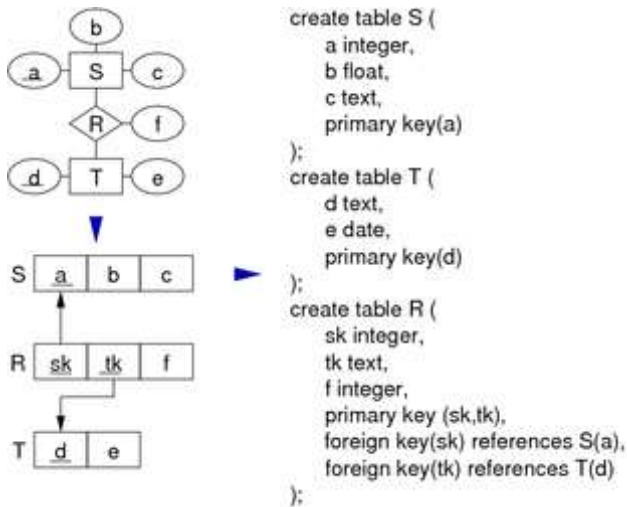 b
a S c
R f
d T e
S a b c
R sk tk f
T d e
create table S (
a integer,
b float,
c text,
primary key(a)
);
create table T (
d text,
e date,
primary key(d)
);
create table R (
sk integer,
tk text,
f integer,
primary key (sk,tk),
foreign key(sk) references S(a),
foreign key(tk) references T(d)
);